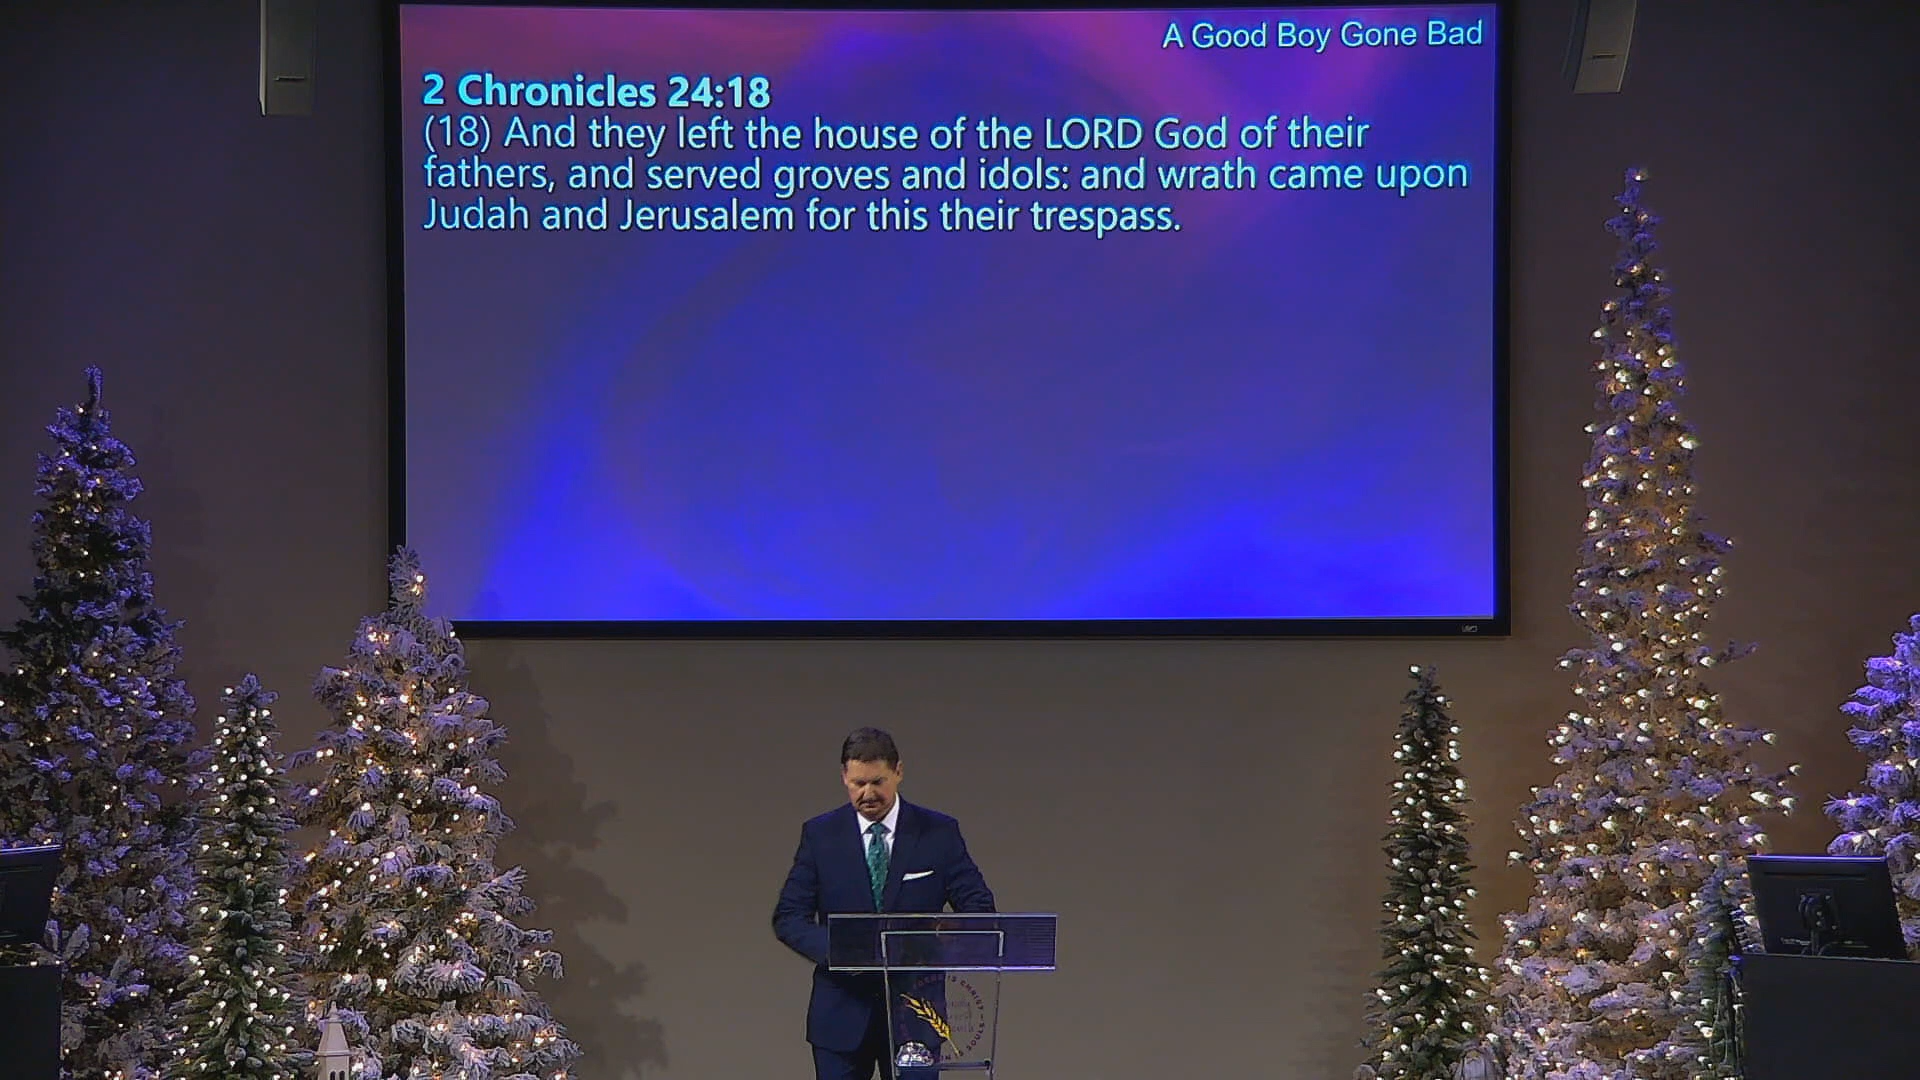 A Good Boy Gone Bad
2 Chronicles 24:18
(18) And they left the house of the LORD God of their
fathers, and served groves and idols: and wrath came upon
Judah and Jerusalem for this their trespass.